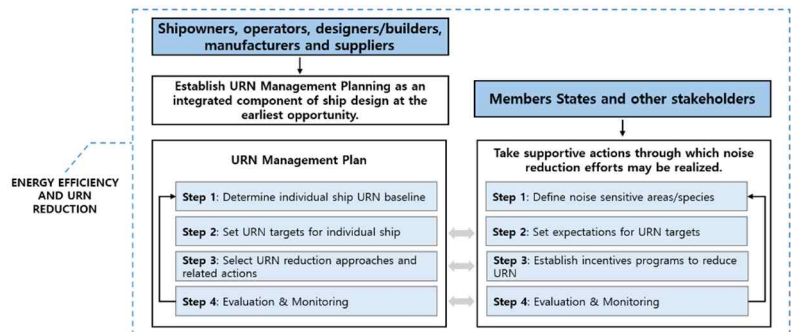 Shipowners, operators, designers/builders,
manufacturers and suppliers
Establish URN Management Planning as an
integrated component of ship design at the
earliest opportunity.
Members States and other stakeholders
ENERGY EFFICIENCY
AND URN
REDUCTION
URN Management Plan
Step 1: Determine individual ship URN baseline
Step 2: Set URN targets for individual ship
Step 3: Select URN reduction approaches and
related actions
Step 4: Evaluation & Monitoring
Take supportive actions through which noise
reduction efforts may be realized.
Step 1: Define noise sensitive areas/species
Step 2: Set expectations for URN targets
Step 3: Establish incentives programs to reduce
URN
Step 4: Evaluation & Monitoring